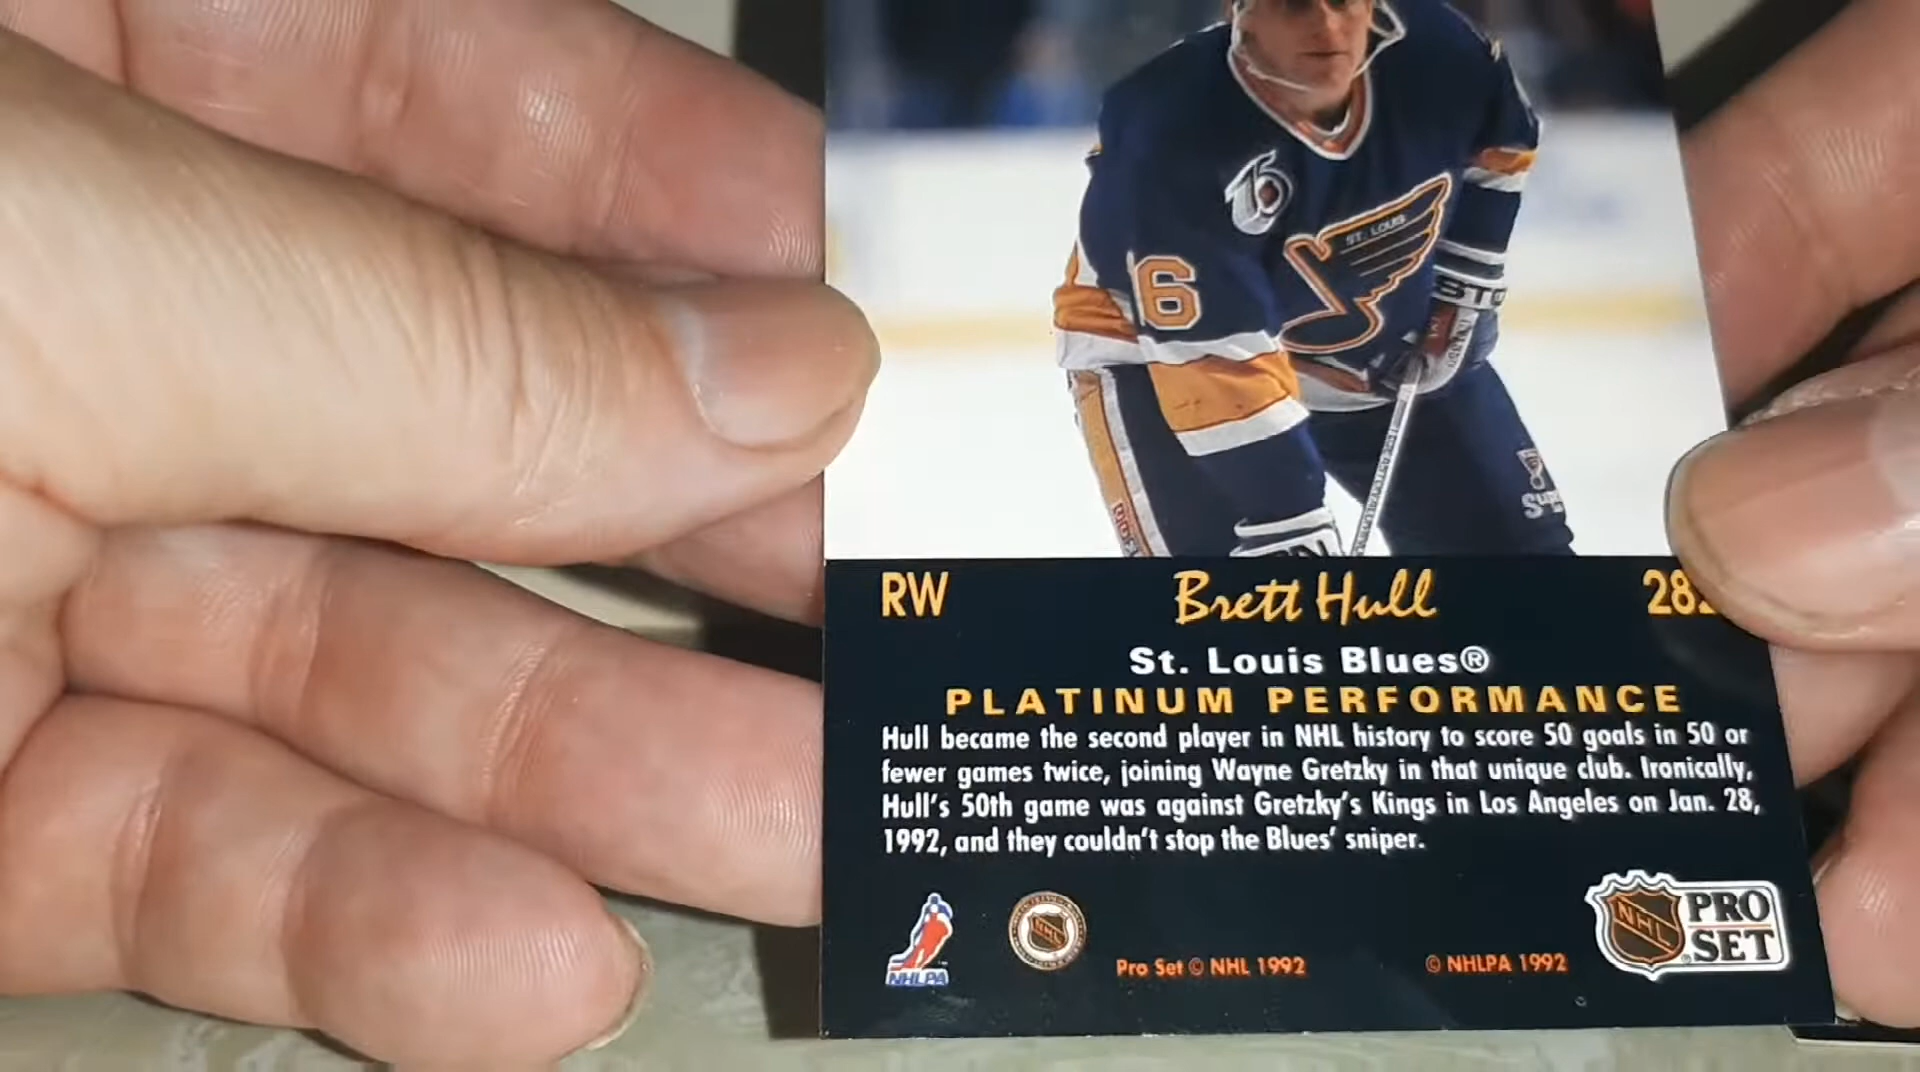 75
ST. LOUIS
16
RW
Brett Hull
St. Louis Blues®
PLATINUM PERFORMANCE
Hull became the second player in NHL history to score 50 goals in 50 or
fewer games twice, joining Wayne Gretzky in that unique club. Ironically,
Hull's 50th game was against Gretzky's Kings in Los Angeles on Jan. 28,
1992, and they couldn't stop the Blues' sniper.
NHLPA
NHL
Pro Set © NHL 1992
© NHLPA 1992
NHL
PRO
SET